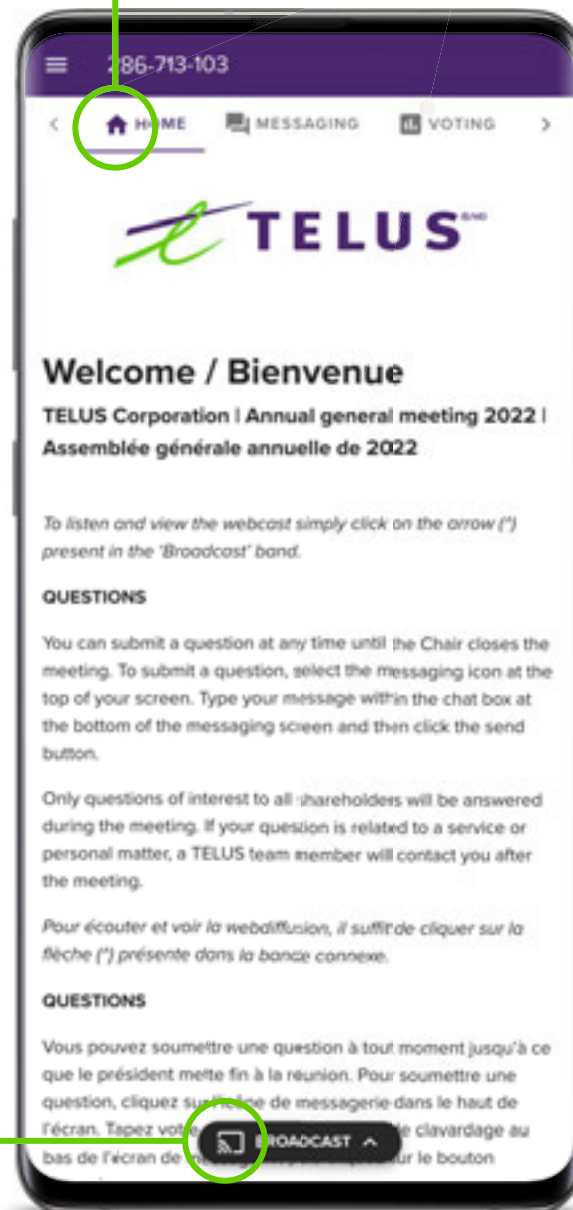 286-713-103
HOME MESSAGING VOTING
TELUS
Welcome / Bienvenue
TELUS Corporation | Annual general meeting 2022 |
Assemblée générale annuelle de 2022
To listen and view the webcast simply click on the arrow (^)
present in the 'Broadcast' band.
QUESTIONS
You can submit a question at any time until the Chair closes the
meeting. To submit a question, select the messaging icon at the
top of your screen. Type your message within the chat box at
the bottom of the messaging screen and then click the send
button.
Only questions of interest to all shareholders will be answered
during the meeting. If your question is related to a service or
personal matter, a TELUS team member will contact you after
the meeting.
Pour écouter et voir la webdiffusion, il suffit de cliquer sur la
flèche (^) présente dans la bande connexe.
QUESTIONS
Vous pouvez soumettre une question à tout moment jusqu'à ce
que le président mette fin à la réunion. Pour soumettre une
question, cliquez sur l'icône de messagerie dans le haut de
l'écran. Tapez votre de clavardage au
bas de l'écran de sur le bouton
BROADCAST